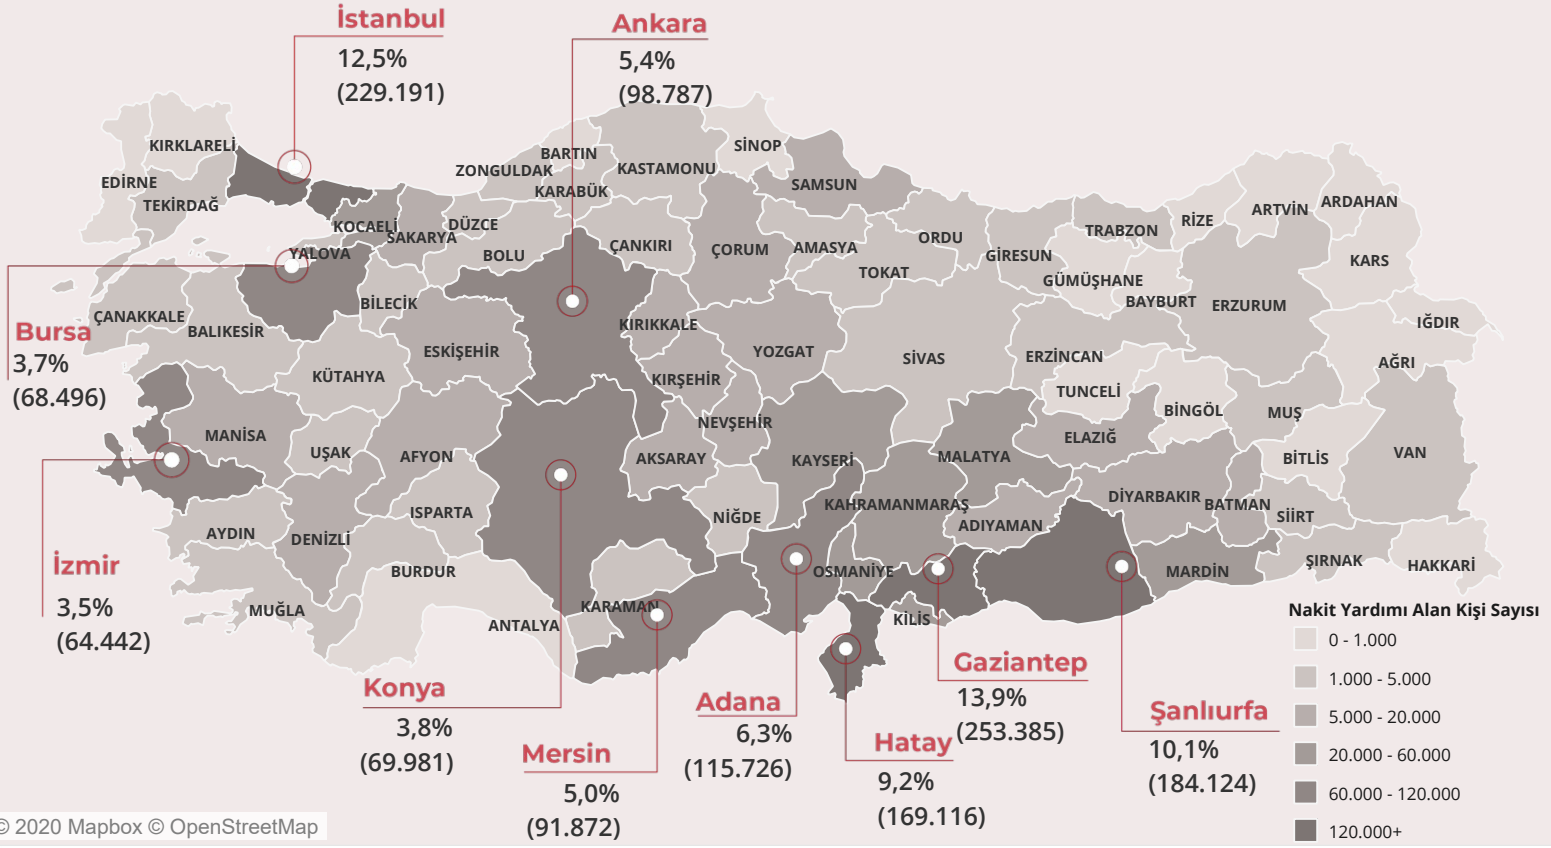 İstanbul
12,5%
(229.191)
Ankara
5,4%
(98.787)
KIRKLARELİ
EDİRNE
TEKİRDAĞ
KOCAELİ
SAKARYA
YALOVA
DÜZCE
BOLU
ZONGULDAK
BARTIN
KARABÜK
KASTAMONU
SİNOP
SAMSUN
ÇANKIRI
ÇORUM
AMASYA
TOKAT
ORDU
GİRESUN
TRABZON
RİZE
ARTVİN
ARDAHAN
KARS
GÜMÜŞHANE
BAYBURT
ERZURUM
IĞDIR
AĞRI
Bursa
3,7%
(68.496)
ÇANAKKALE
BALIKESİR
BİLECİK
ESKİŞEHİR
KÜTAHYA
KIRIKKALE
KIRŞEHİR
YOZGAT
SİVAS
ERZİNCAN
TUNCELİ
BİNGÖL
MUŞ
BİTLİS
VAN
MANİSA
UŞAK
AFYON
AKSARAY
NEVŞEHİR
KAYSERİ
MALATYA
ELAZIĞ
DİYARBAKIR
BATMAN
SİİRT
ŞIRNAK
HAKKARİ
MARDİN
ADIYAMAN
KAHRAMANMARAŞ
OSMANİYE
KİLİS
NİĞDE
ISPARTA
DENİZLİ
AYDIN
MUĞLA
BURDUR
ANTALYA
KARAMAN
İzmir
3,5%
(64.442)
Konya
3,8%
(69.981)
Mersin
5,0%
(91.872)
Adana
6,3%
(115.726)
Hatay
9,2%
(169.116)
Gaziantep
13,9%
(253.385)
Şanlıurfa
10,1%
(184.124)
Nakit Yardımı Alan Kişi Sayısı
0 - 1.000
1.000 - 5.000
5.000 - 20.000
20.000 - 60.000
60.000 - 120.000
120.000+
© 2020 Mapbox © OpenStreetMap